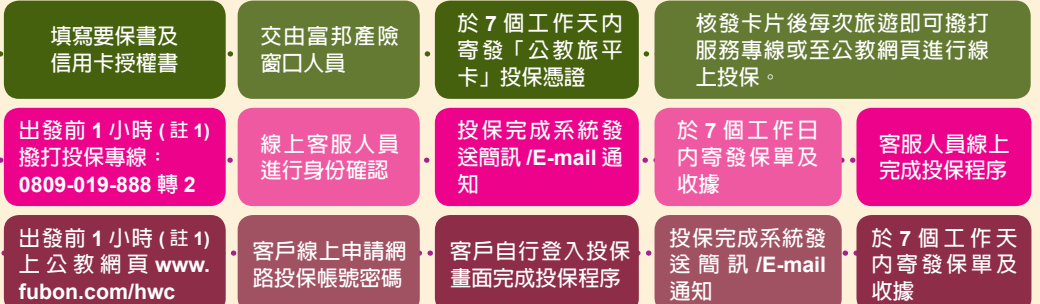 填寫要保書及
信用卡授權書
交由富邦產險
窗口人員
於 7 個工作天内
寄發「公教旅平
卡」投保憑證
核發卡片後每次旅遊即可撥打
服務專線或至公教網頁進行線
上投保。
出發前 1 小時 ( 註 1)
撥打投保專線：
0809-019-888 轉 2
線上客服人員
進行身份確認
投保完成系統發
送簡訊 /E-mail 通
知
於 7 個工作日
内寄發保單及
收據
客服人員線上
完成投保程序
出發前 1 小時 ( 註 1)
上公教網頁 www.
fubon.com/hwc
客戶線上申請網
路投保帳號密碼
客戶自行登入投保
畫面完成投保程序
投保完成系統發
送簡訊 /E-mail
通知
於 7 個工作天
内寄發保單及
收據